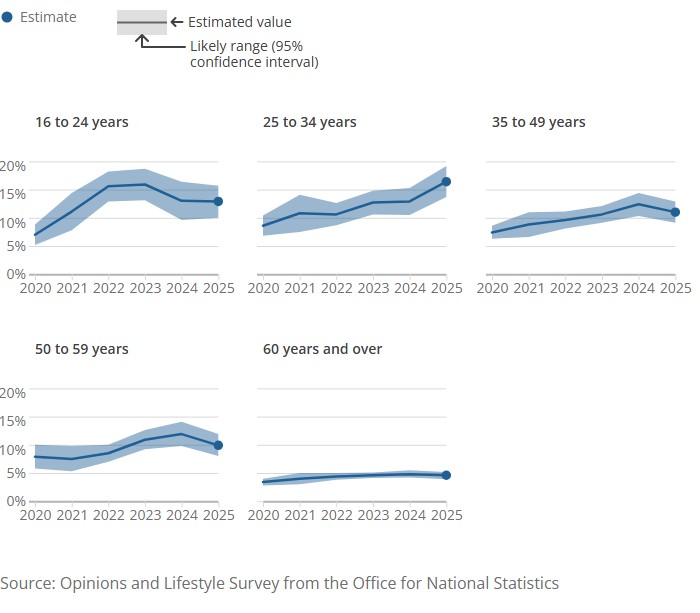 Estimate
Estimated value
Likely range (95%
confidence interval)
16 to 24 years
25 to 34 years
35 to 49 years
20%
15%
10%
5%
0%
2020 2021 2022 2023 2024 2025
2020 2021 2022 2023 2024 2025
2020 2021 2022 2023 2024 2025
50 to 59 years
60 years and over
20%
15%
10%
5%
0%
2020 2021 2022 2023 2024 2025
2020 2021 2022 2023 2024 2025
Source: Opinions and Lifestyle Survey from the Office for National Statistics